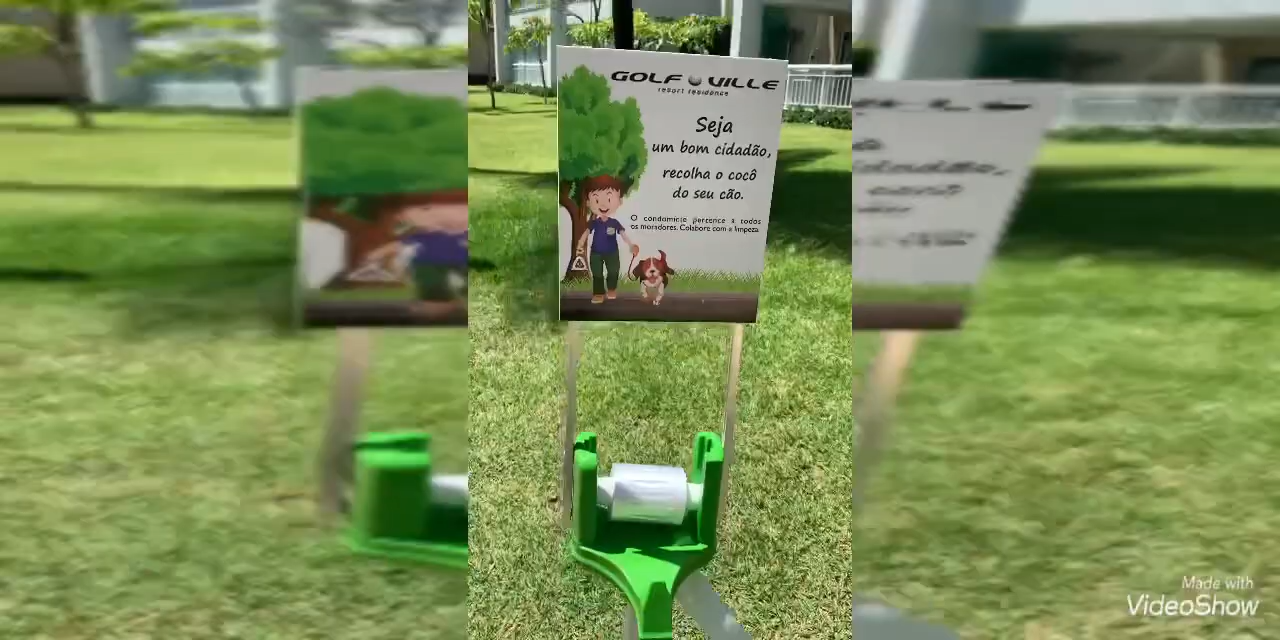 GOLF VILLE
resort residence
Seja
um bom cidadão,
recolha o cocô
do seu cão.
O condomínio pertence a todos
os moradores. Colabore com a limpeza.
Made with
VideoShow